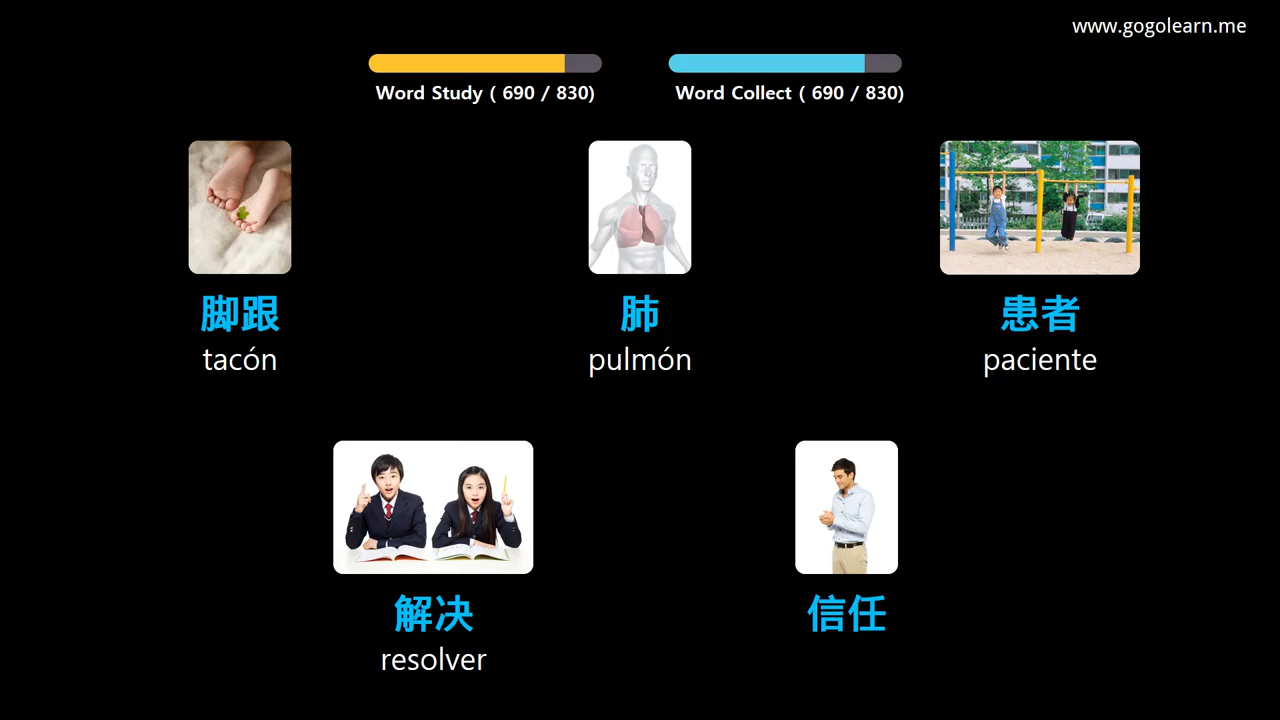 www.gogolearn.me
Word Study ( 690 / 830)
Word Collect ( 690 / 830)
脚跟
tacón
肺
pulmón
患者
paciente
解决
resolver
信任